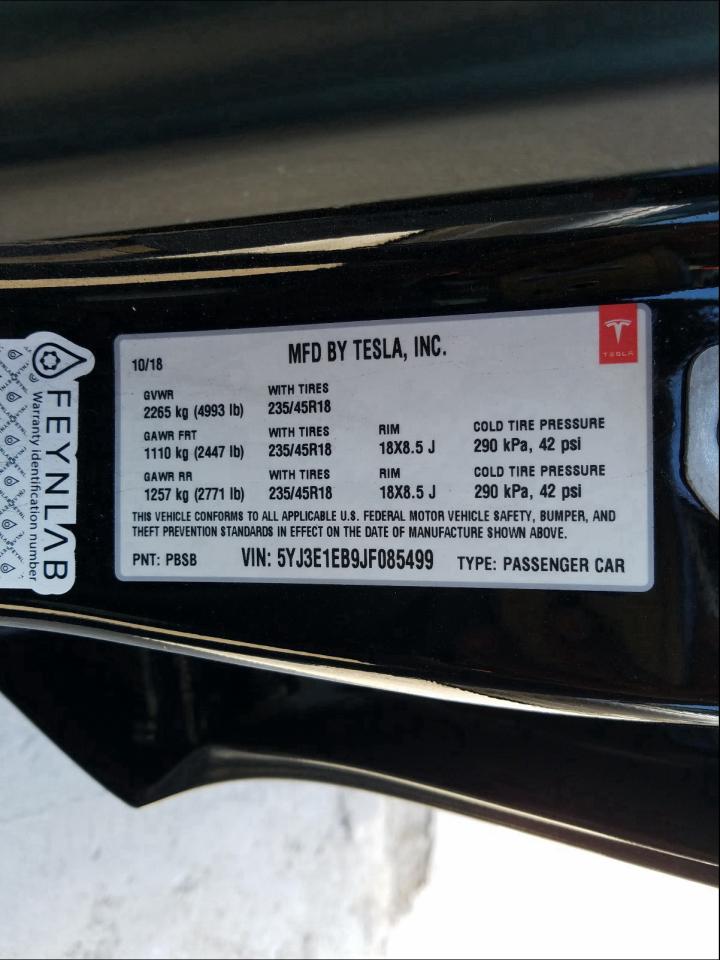 10/18
MFD BY TESLA, INC.
TESLA
GVWR
WITH TIRES
2265 kg (4993 lb)
235/45R18
GAWR FRT
WITH TIRES
RIM
COLD TIRE PRESSURE
1110 kg (2447 lb)
235/45R18
18X8.5 J
290 kPa, 42 psi
GAWR RR
WITH TIRES
RIM
COLD TIRE PRESSURE
1257 kg (2771 lb)
235/45R18
18X8.5 J
290 kPa, 42 psi
THIS VEHICLE CONFORMS TO ALL APPLICABLE U.S. FEDERAL MOTOR VEHICLE SAFETY, BUMPER, AND
THEFT PREVENTION STANDARDS IN EFFECT ON THE DATE OF MANUFACTURE SHOWN ABOVE.
PNT: PBSB
VIN: 5YJ3E1EB9JF085499
TYPE: PASSENGER CAR
FEYNLAB
Warranty identification number